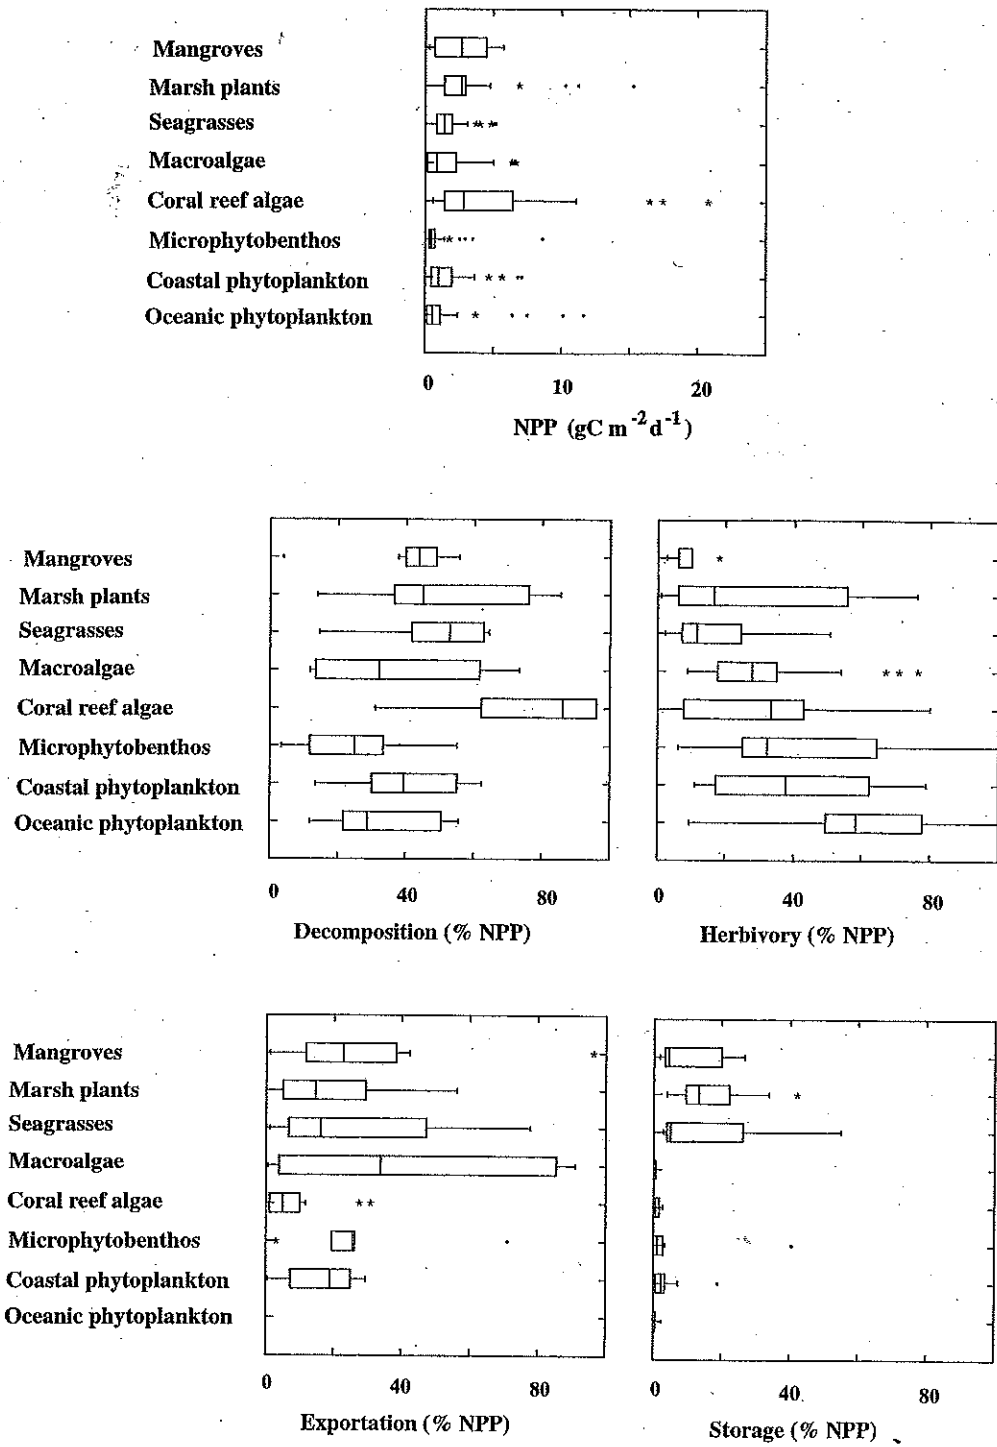 Mangroves
Marsh plants
Seagrasses
Macroalgae
Coral reef algae
Microphytobenthos
Coastal phytoplankton
Oceanic phytoplankton
0 10 20
NPP (gC m⁻² d⁻¹)
Mangroves
Marsh plants
Seagrasses
Macroalgae
Coral reef algae
Microphytobenthos
Coastal phytoplankton
Oceanic phytoplankton
0 40 80
Decomposition (% NPP)
0 40 80
Herbivory (% NPP)
Mangroves
Marsh plants
Seagrasses
Macroalgae
Coral reef algae
Microphytobenthos
Coastal phytoplankton
Oceanic phytoplankton
0 40 80
Exportation (% NPP)
0 40 80
Storage (% NPP)